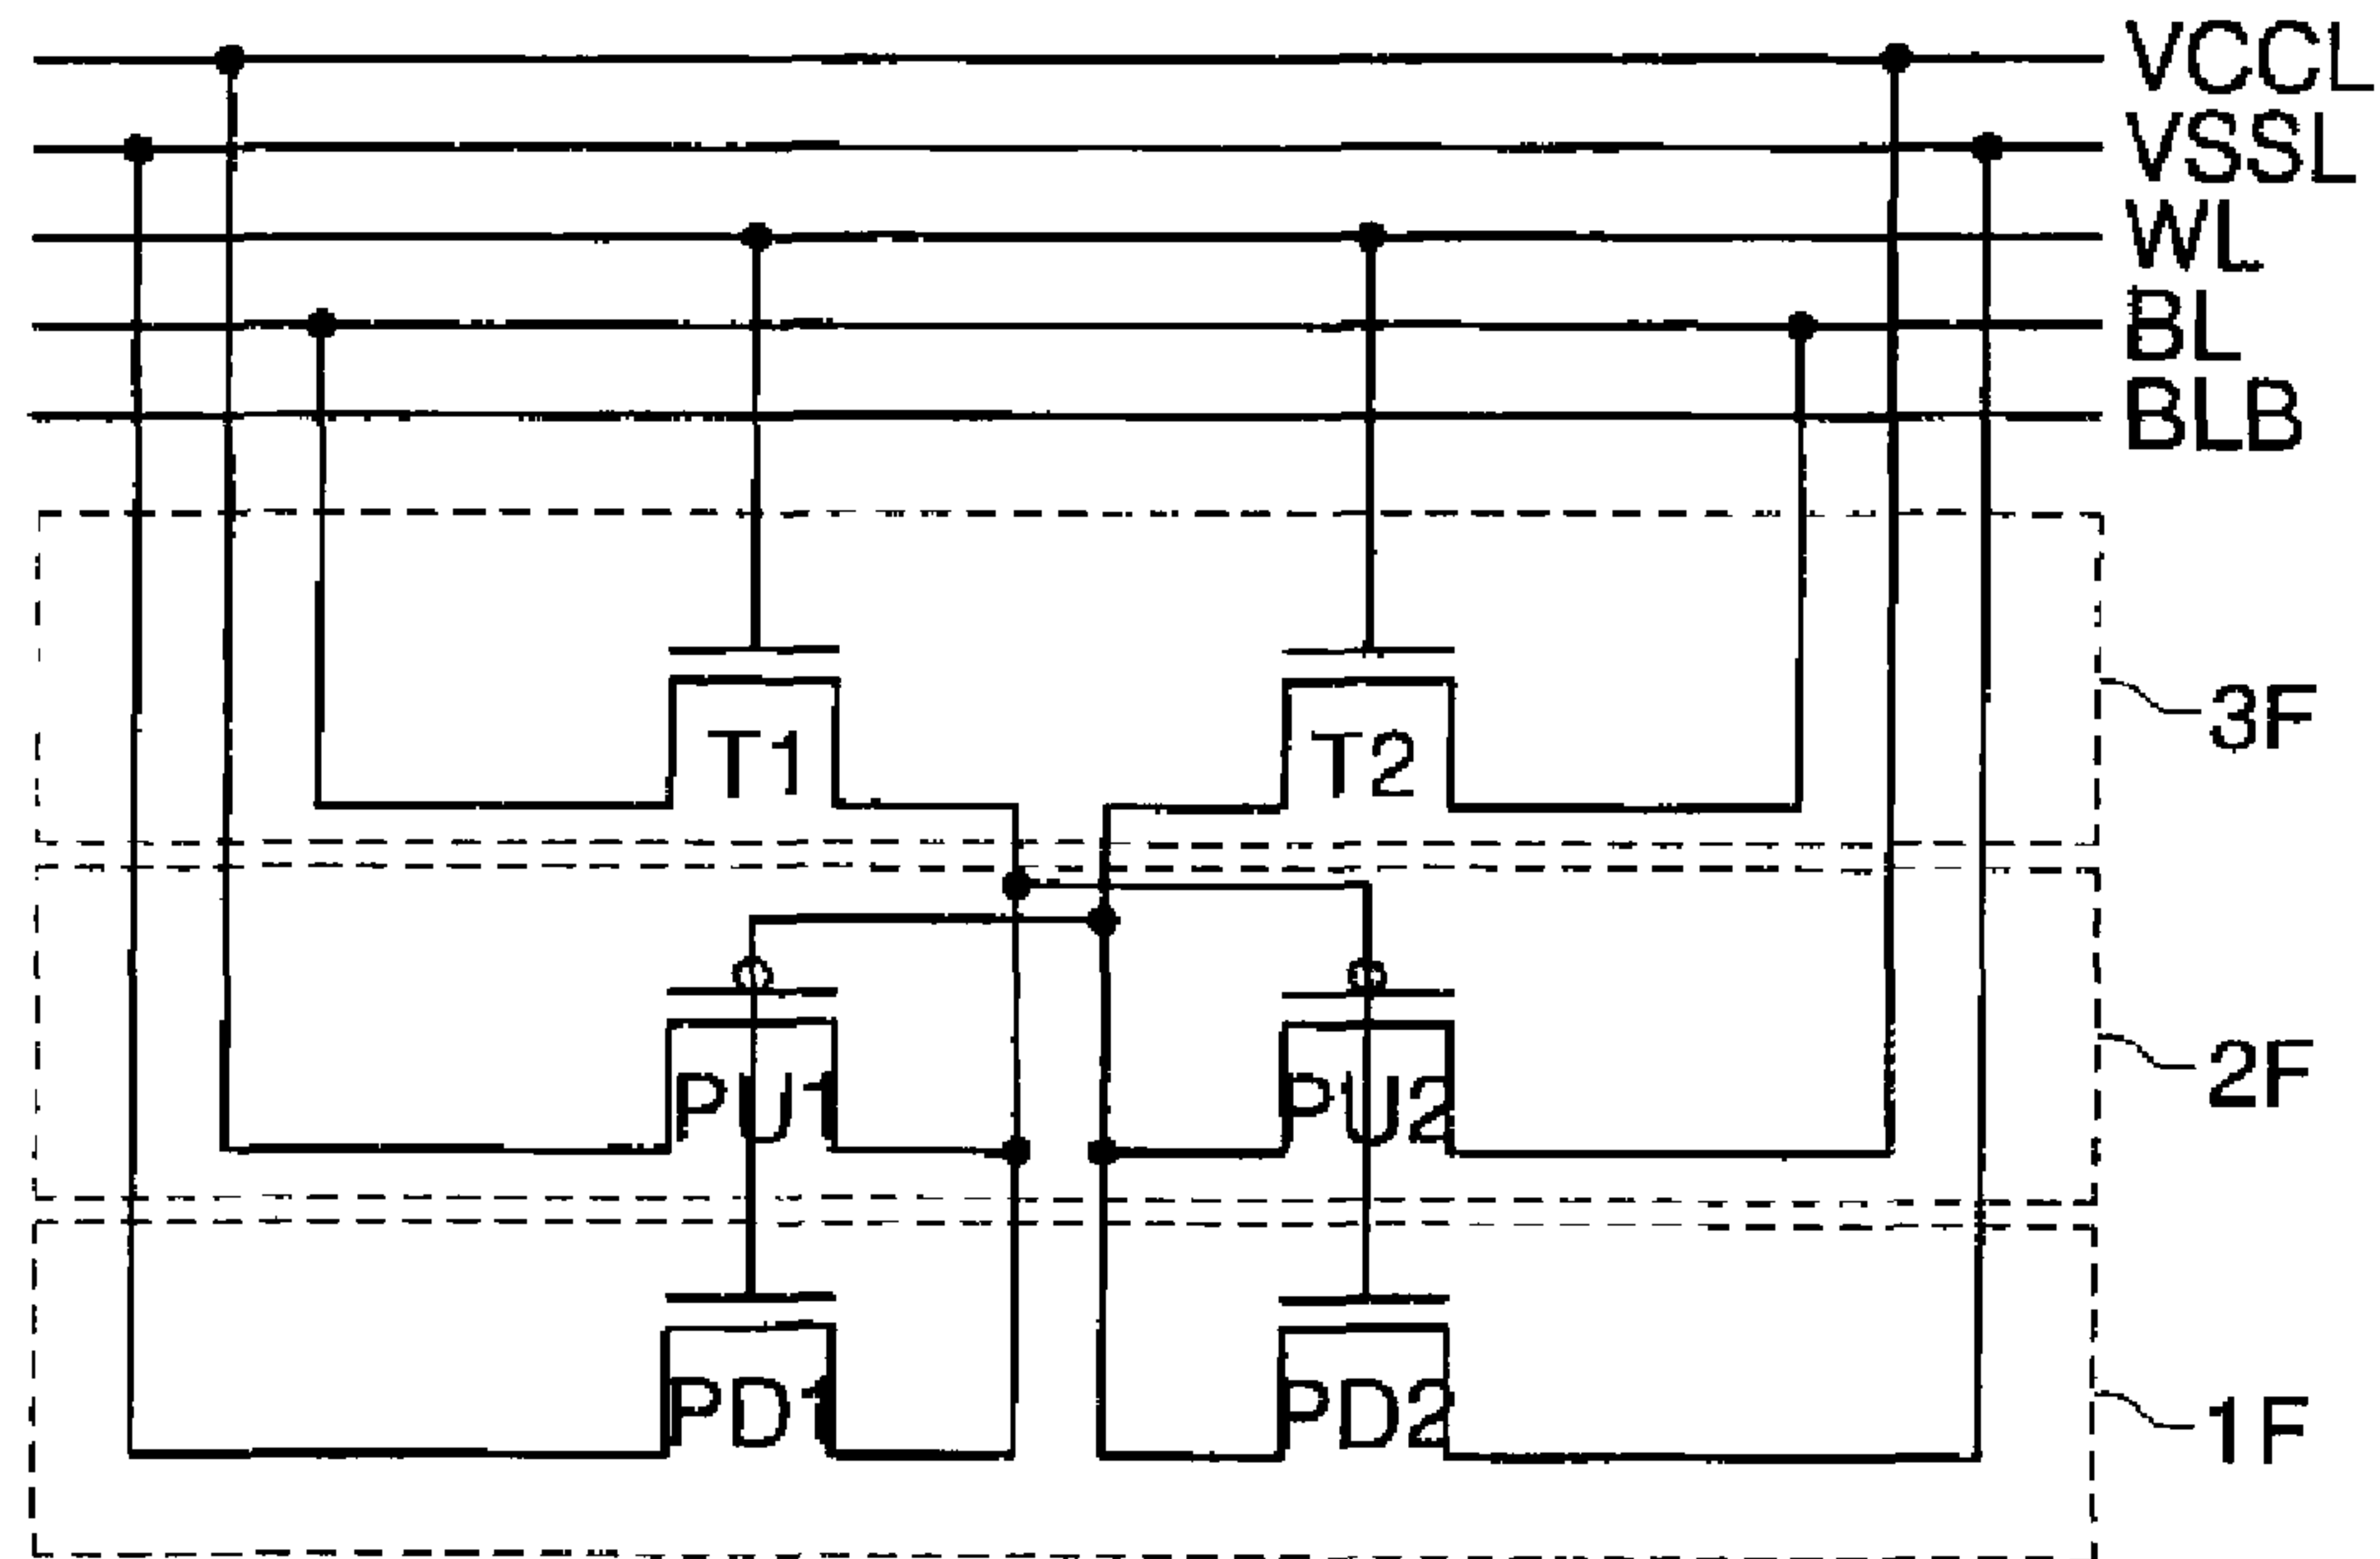 VCCL
VSSL
WL
BL
BLB
T1 T2
3F
PU1 PU2
2F
PD1 PD2
1F